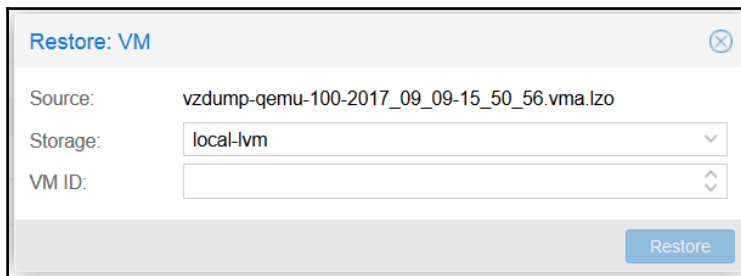 Restore: VM
Source: vzdump-qemu-100-2017_09_09-15_50_56.vma.lzo
Storage: local-lvm
VM ID:
Restore